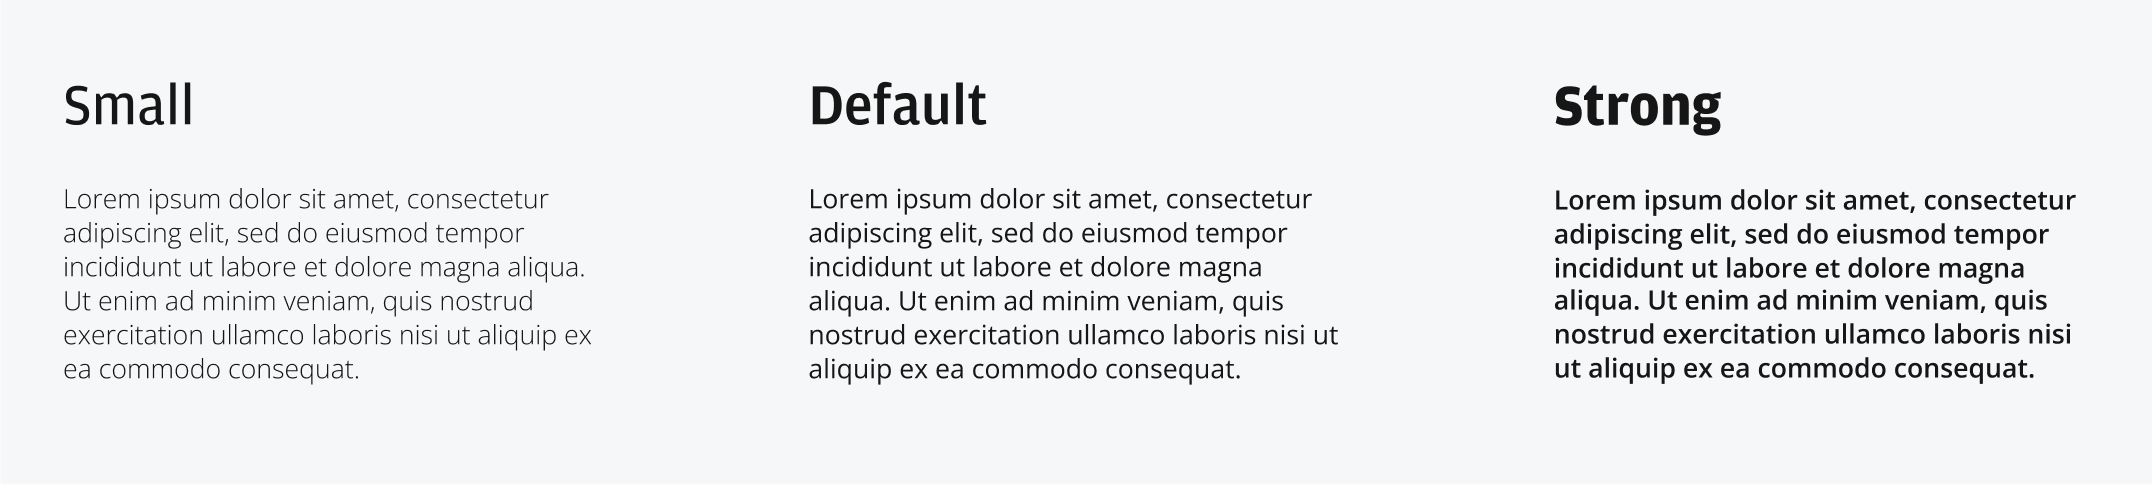 Small
Lorem ipsum dolor sit amet, consectetur
adipiscing elit, sed do eiusmod tempor
incididunt ut labore et dolore magna aliqua.
Ut enim ad minim veniam, quis nostrud
exercitation ullamco laboris nisi ut aliquip ex
ea commodo consequat.
Default
Lorem ipsum dolor sit amet, consectetur
adipiscing elit, sed do eiusmod tempor
incididunt ut labore et dolore magna
aliqua. Ut enim ad minim veniam, quis
nostrud exercitation ullamco laboris nisi ut
aliquip ex ea commodo consequat.
Strong
Lorem ipsum dolor sit amet, consectetur
adipiscing elit, sed do eiusmod tempor
incididunt ut labore et dolore magna
aliqua. Ut enim ad minim veniam, quis
nostrud exercitation ullamco laboris nisi
ut aliquip ex ea commodo consequat.